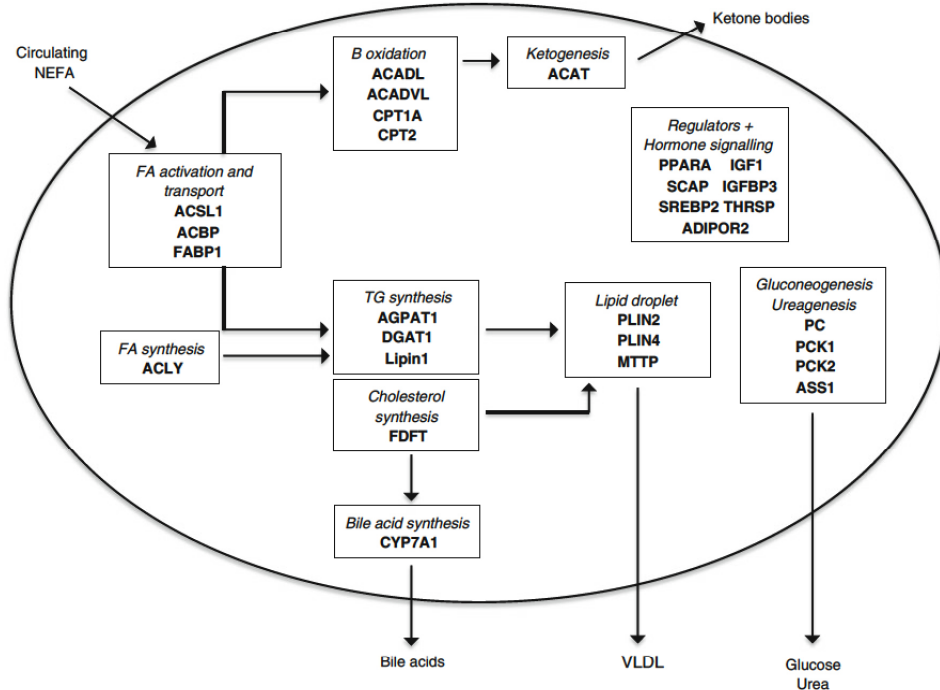 Ketone bodies
Circulating
NEFA
B oxidation
ACADL
ACADVL
CPT1A
CPT2
Ketogenesis
ACAT
Regulators +
Hormone signalling
PPARA IGF1
SCAP IGFBP3
SREBP2 THRSP
ADIPOR2
FA activation and
transport
ACSL1
ACBP
FABP1
TG synthesis
AGPAT1
DGAT1
Lipin1
Lipid droplet
PLIN2
PLIN4
MTTP
Gluconeogenesis
Ureagenesis
PC
PCK1
PCK2
ASS1
FA synthesis
ACLY
Cholesterol
synthesis
FDFT
Bile acid synthesis
CYP7A1
Bile acids
VLDL
Glucose
Urea